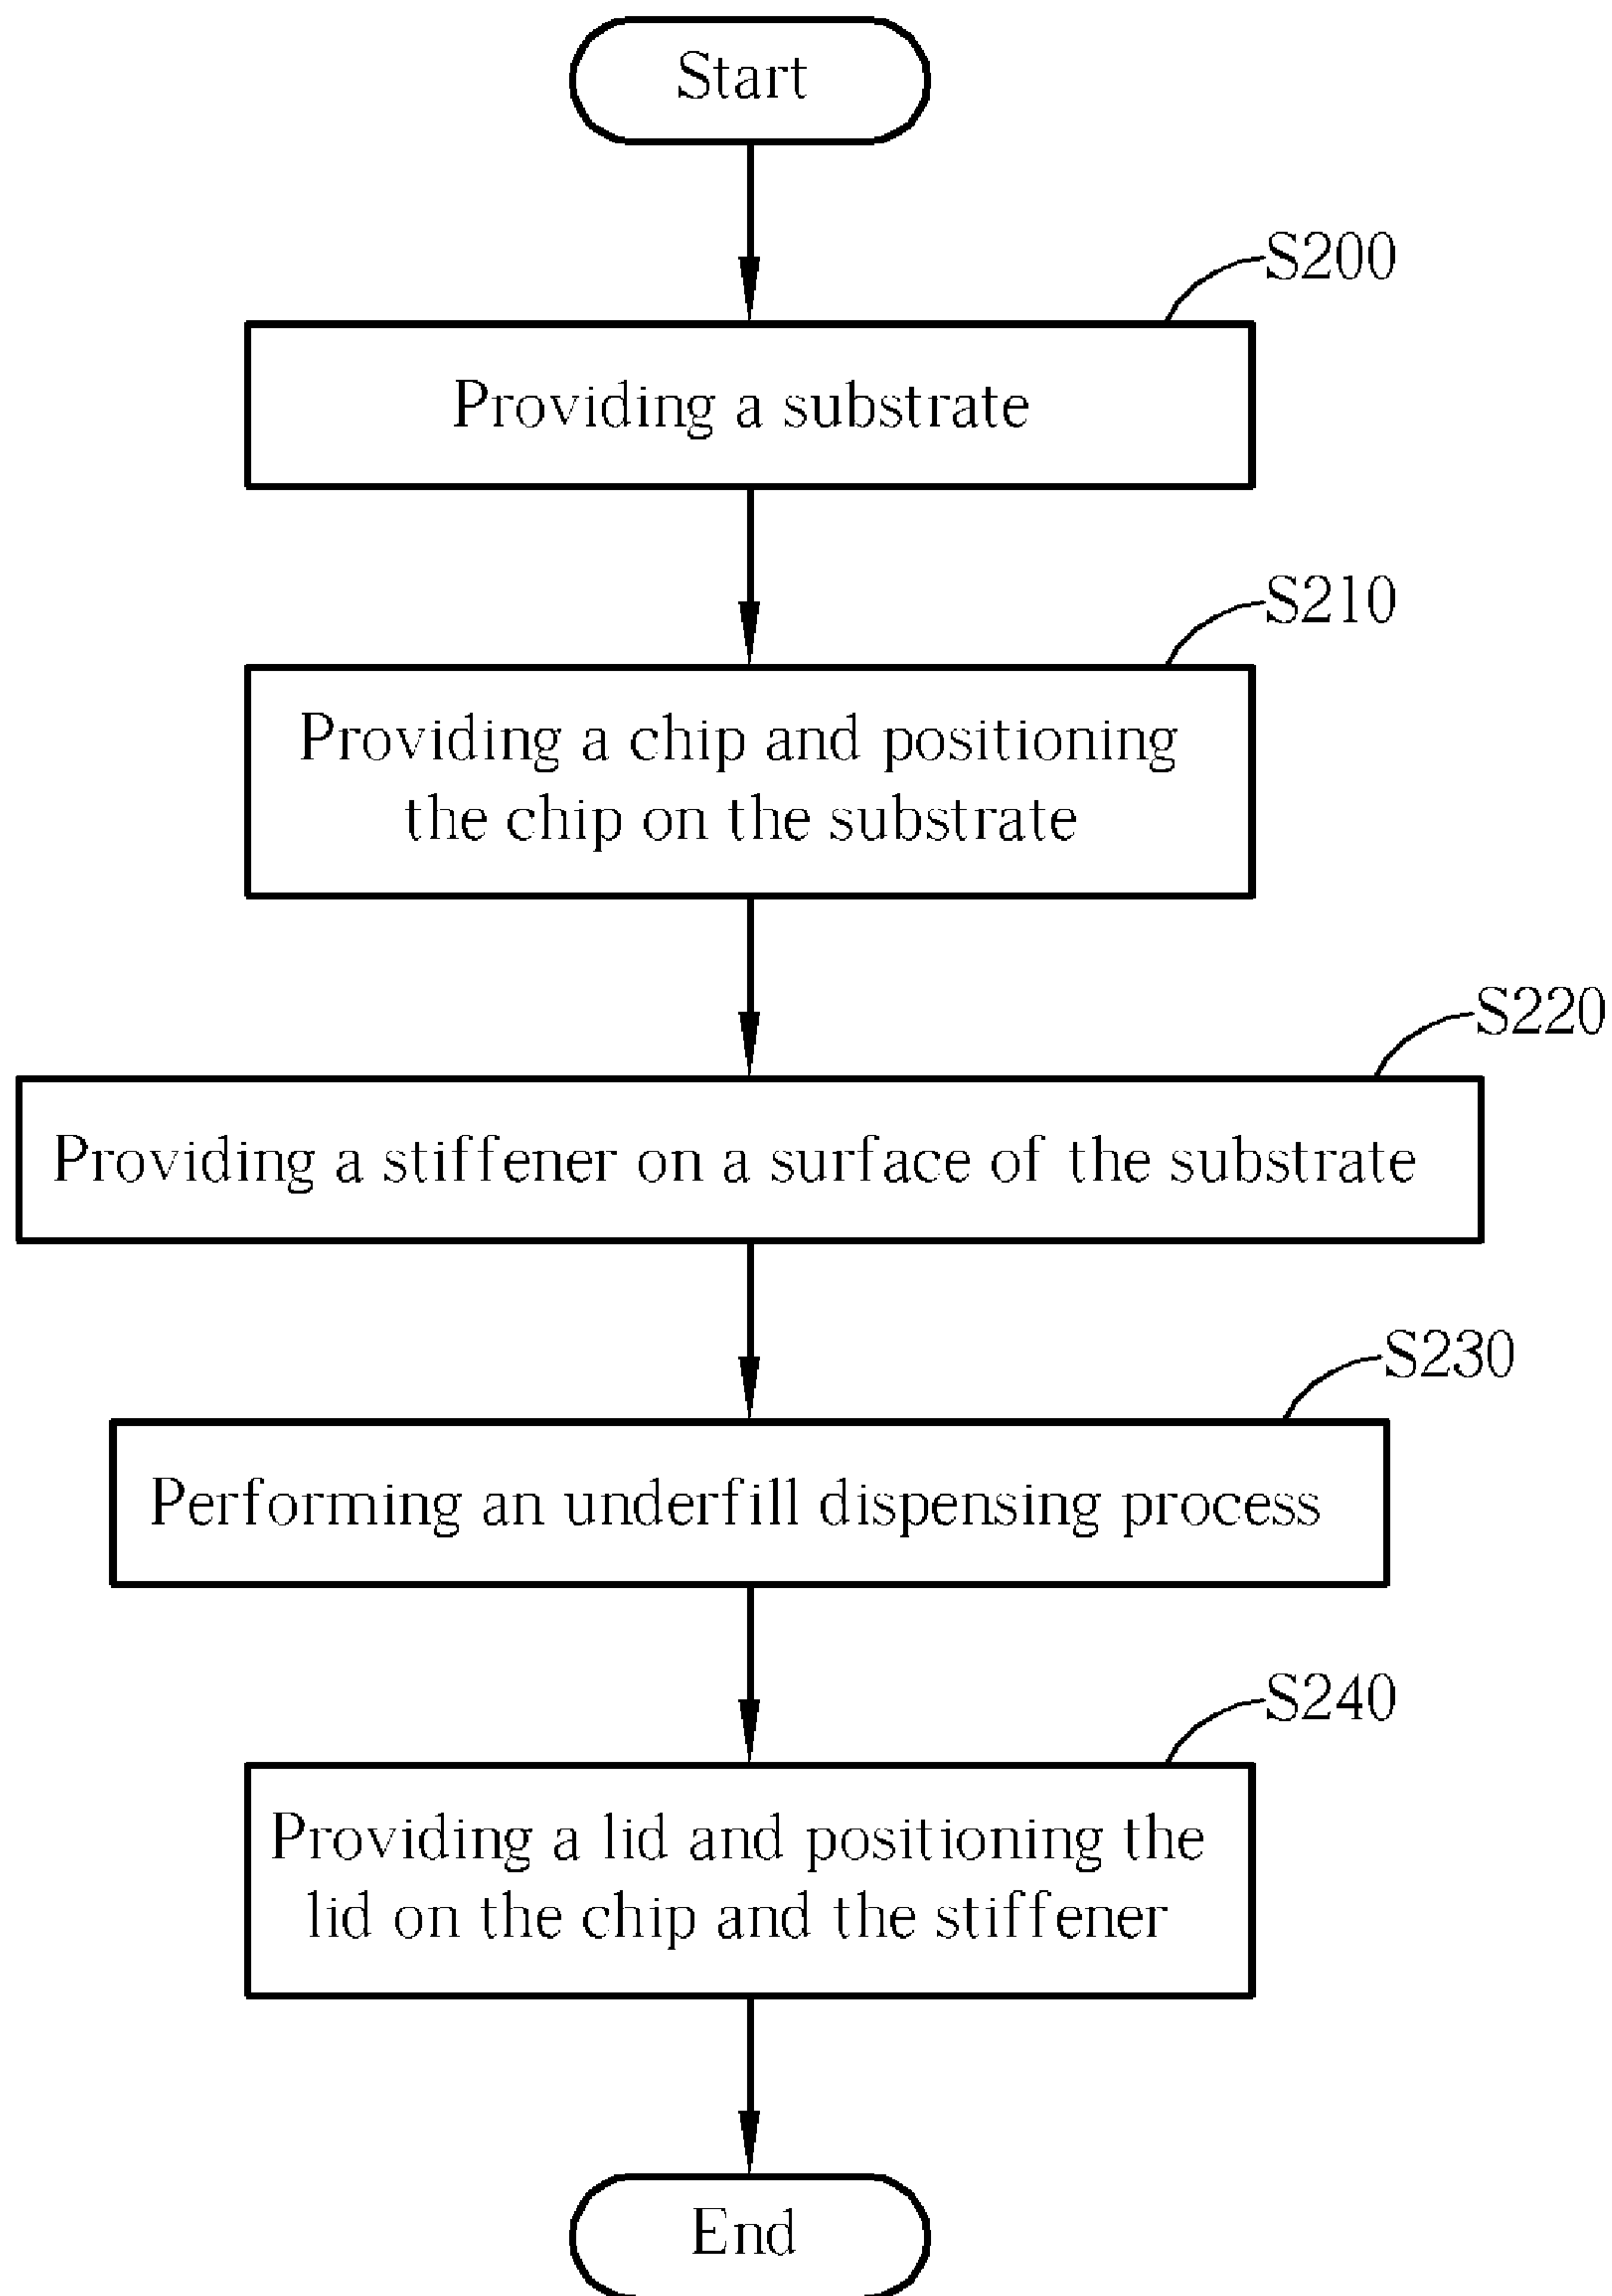 Start
S200
Providing a substrate
S210
Providing a chip and positioning
the chip on the substrate
S220
Providing a stiffener on a surface of the substrate
S230
Performing an underfill dispensing process
S240
Providing a lid and positioning the
lid on the chip and the stiffener
End